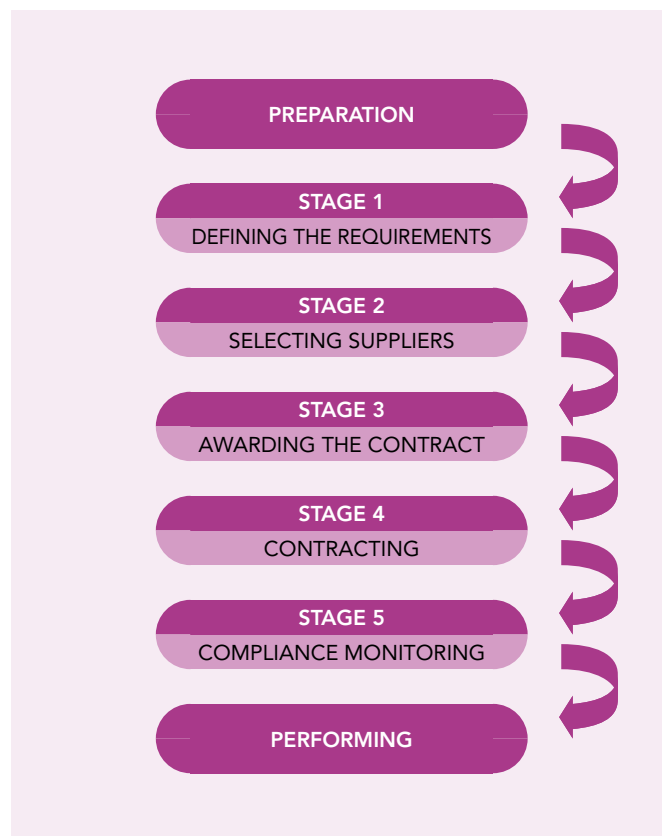 PREPARATION
STAGE 1
DEFINING THE REQUIREMENTS
STAGE 2
SELECTING SUPPLIERS
STAGE 3
AWARDING THE CONTRACT
STAGE 4
CONTRACTING
STAGE 5
COMPLIANCE MONITORING
PERFORMING